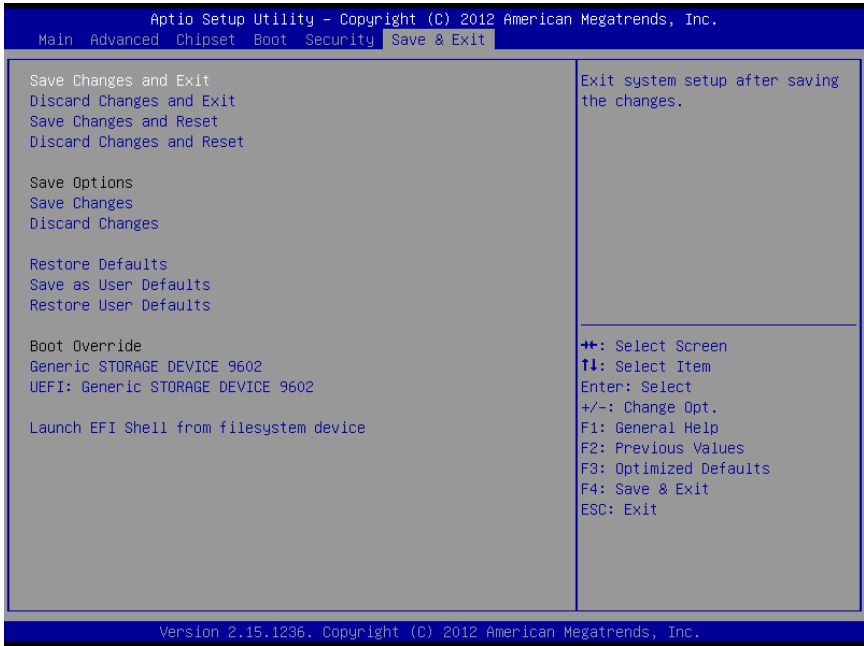 Aptio Setup Utility – Copyright (C) 2012 American Megatrends, Inc.
Main Advanced Chipset Boot Security Save & Exit
Save Changes and Exit
Discard Changes and Exit
Save Changes and Reset
Discard Changes and Reset
Save Options
Save Changes
Discard Changes
Restore Defaults
Save as User Defaults
Restore User Defaults
Boot Override
Generic STORAGE DEVICE 9602
UEFI: Generic STORAGE DEVICE 9602
Launch EFI Shell from filesystem device
Exit system setup after saving
the changes.
→←: Select Screen
↑↓: Select Item
Enter: Select
+/-: Change Opt.
F1: General Help
F2: Previous Values
F3: Optimized Defaults
F4: Save & Exit
ESC: Exit
Version 2.15.1236. Copyright (C) 2012 American Megatrends, Inc.